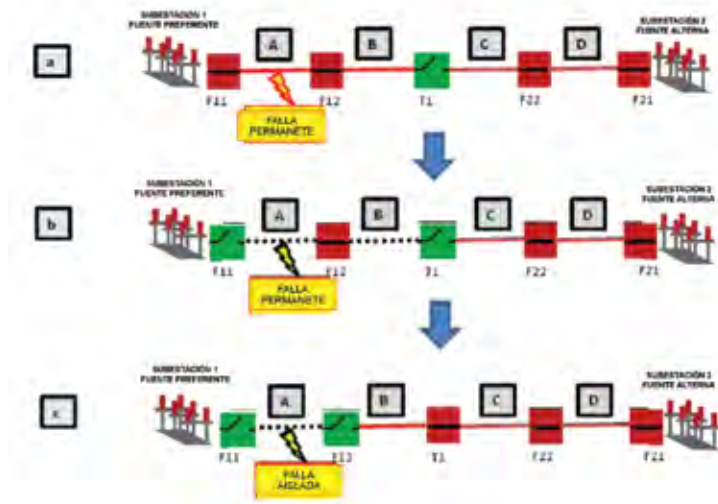 SUBESTACIÓN 1
FUENTE PREFERENTE
SUBESTACIÓN 2
FUENTE ALTERNA
a
A
B
C
D
F11
F12
T1
F22
F21
FALLA
PERMANETE
SUBESTACIÓN 1
FUENTE PREFERENTE
SUBESTACIÓN 2
FUENTE ALTERNA
b
A
B
C
D
F11
F12
T1
F22
F21
FALLA
PERMANETE
SUBESTACIÓN 1
FUENTE PREFERENTE
SUBESTACIÓN 2
FUENTE ALTERNA
c
A
B
C
D
F11
F12
T1
F22
F21
FALLA
AISLADA